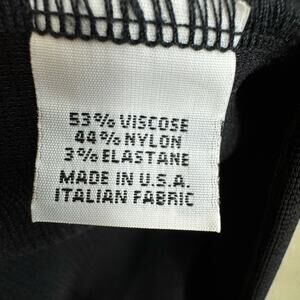 53% VISCOSE
44% NYLON
3% ELASTANE
MADE IN U.S.A.
ITALIAN FABRIC